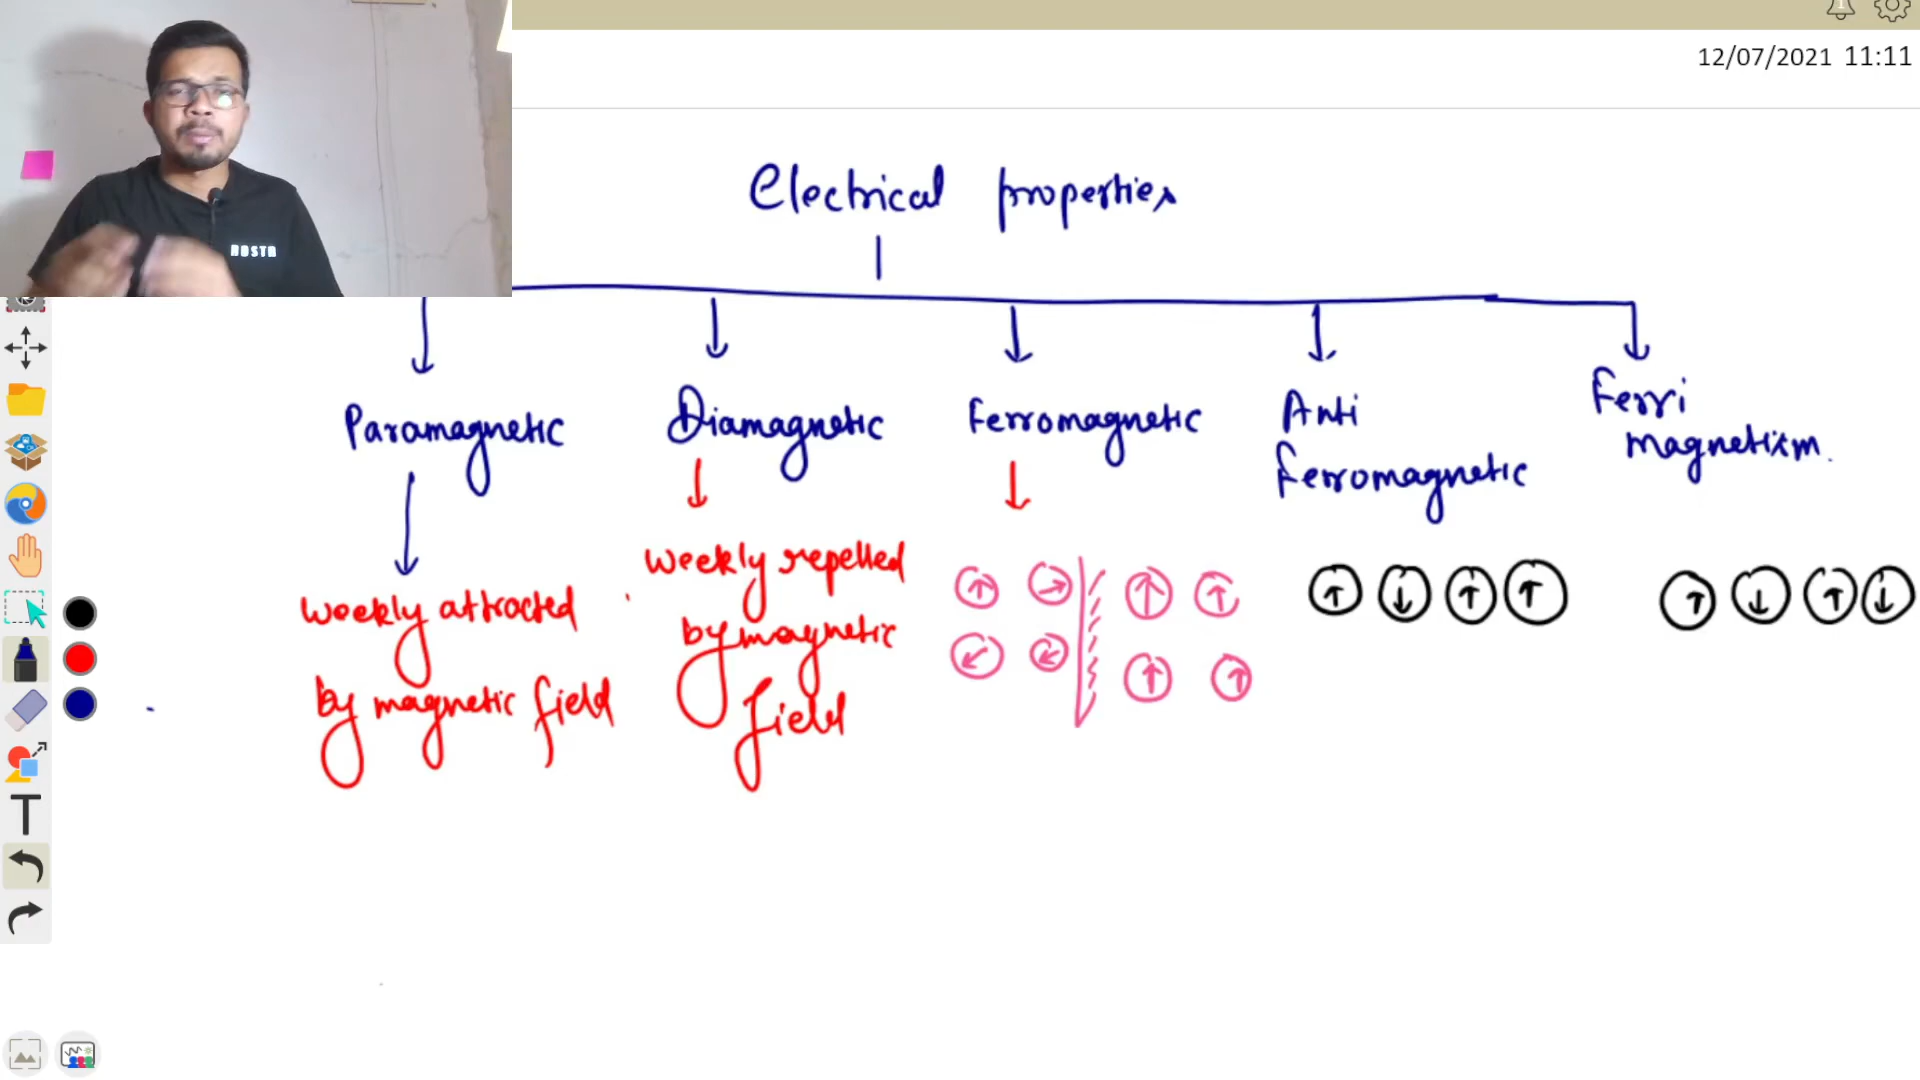 12/07/2021 11:11
Electrical properties
Paramagnetic
Diamagnetic
Ferromagnetic
Anti
Ferromagnetic
Ferri
magnetism.
weekly attracted
by magnetic field
weekly repelled
by magnetic
field